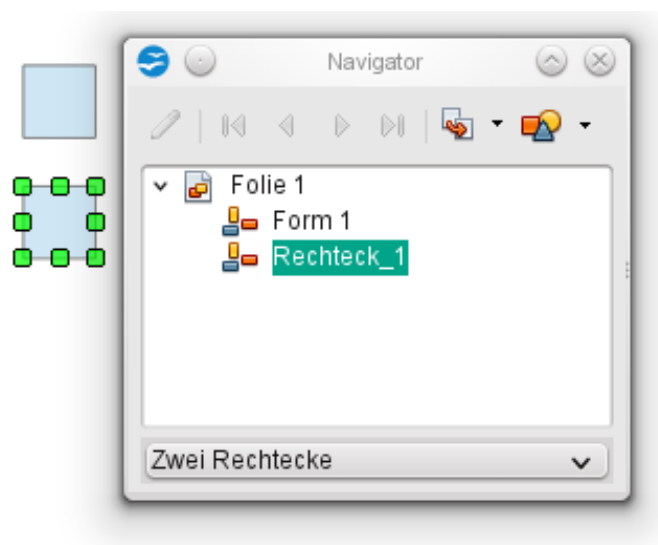 Navigator
Folie 1
Form 1
Rechteck_1
Zwei Rechtecke